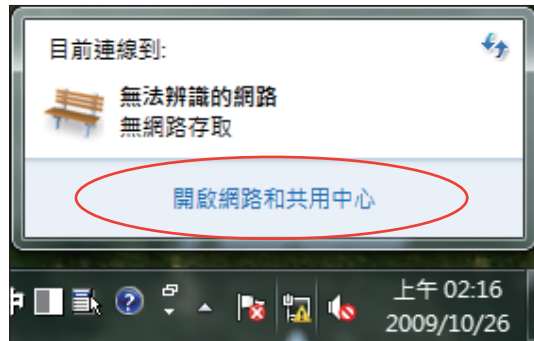 目前連線到:
無法辨識的網路
無網路存取
開啟網路和共用中心
上午 02:16
2009/10/26